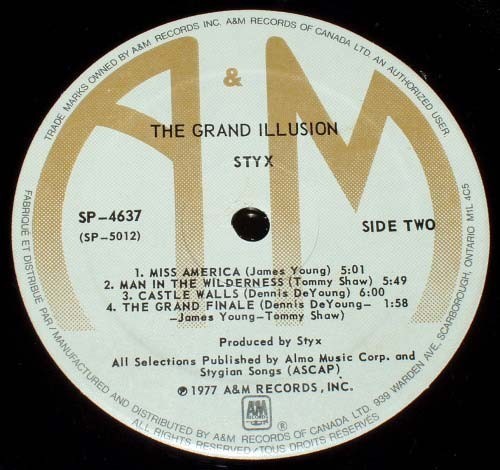 TRADE MARKS OWNED BY A&M RECORDS INC. A&M RECORDS OF CANADA LTD. AN AUTHORIZED USER.
A & M
THE GRAND ILLUSION
STYX
SP-4637
(SP-5012)
SIDE TWO
1. MISS AMERICA (James Young) 5:01
2. MAN IN THE WILDERNESS (Tommy Shaw) 5:49
3. CASTLE WALLS (Dennis DeYoung) 6:00
4. THE GRAND FINALE (Dennis DeYoung- 1:58
-James Young-Tommy Shaw)
Produced by Styx
All Selections Published by Almo Music Corp. and
Stygian Songs (ASCAP)
℗ 1977 A&M RECORDS, INC.
A&M
RECORDS
®
FABRIQUÉ ET DISTRIBUÉ PAR / MANUFACTURED AND DISTRIBUTED BY A&M RECORDS OF CANADA LTD. 939 WARDEN AVE., SCARBOROUGH, ONTARIO M1L 4C5
ALL RIGHTS RESERVED / TOUS DROITS RÉSERVÉS